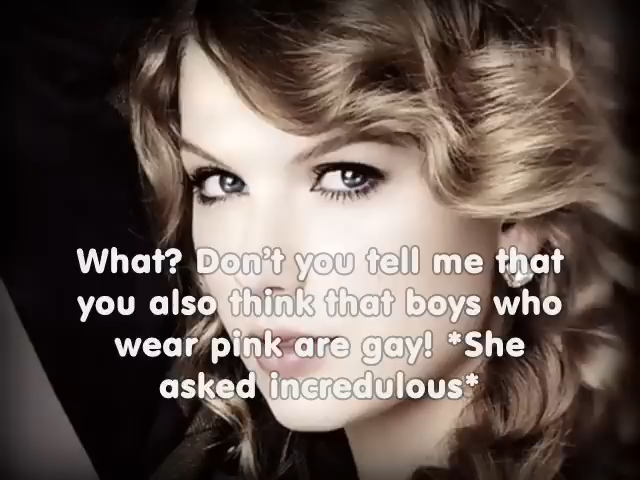 What? Don't you tell me that
you also think that boys who
wear pink are gay! *She
asked incredulous*